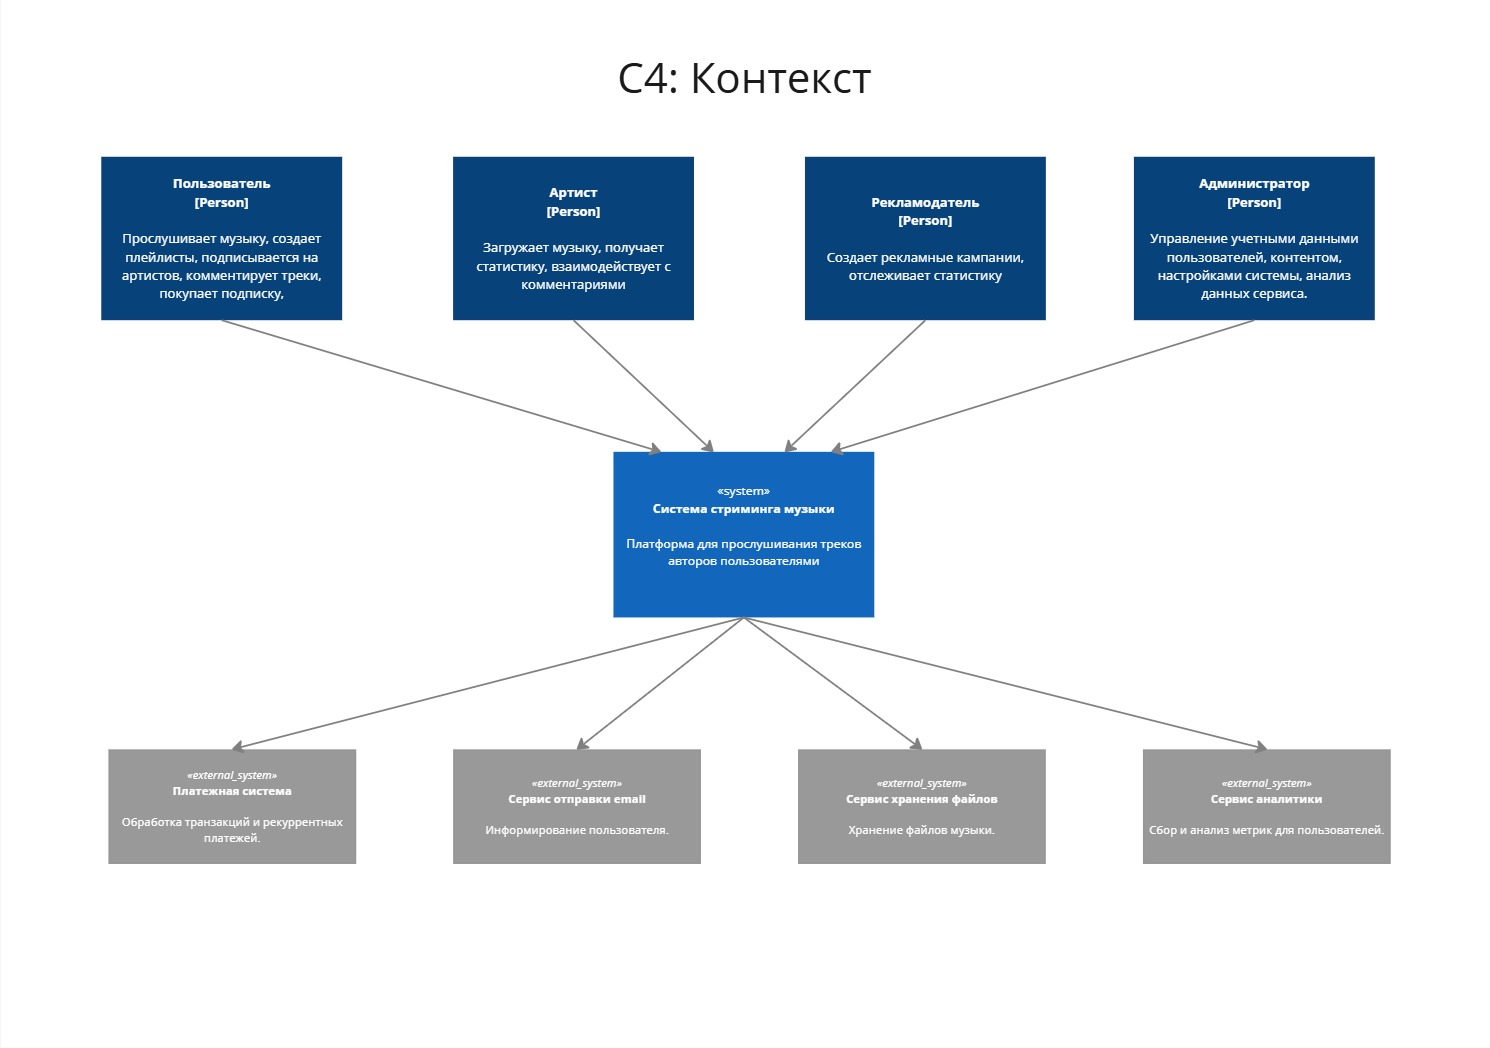 C4: Контекст
Пользователь
[Person]
Прослушивает музыку, создает
плейлисты, подписывается на
артистов, комментирует треки,
покупает подписку,
Артист
[Person]
Загружает музыку, получает
статистику, взаимодействует с
комментариями
Рекламодатель
[Person]
Создает рекламные кампании,
отслеживает статистику
Администратор
[Person]
Управление учетными данными
пользователей, контентом,
настройками системы, анализ
данных сервиса.
«system»
Система стриминга музыки
Платформа для прослушивания треков
авторов пользователями
«external_system»
Платежная система
Обработка транзакций и рекуррентных
платежей.
«external_system»
Сервис отправки email
Информирование пользователя.
«external_system»
Сервис хранения файлов
Хранение файлов музыки.
«external_system»
Сервис аналитики
Сбор и анализ метрик для пользователей.